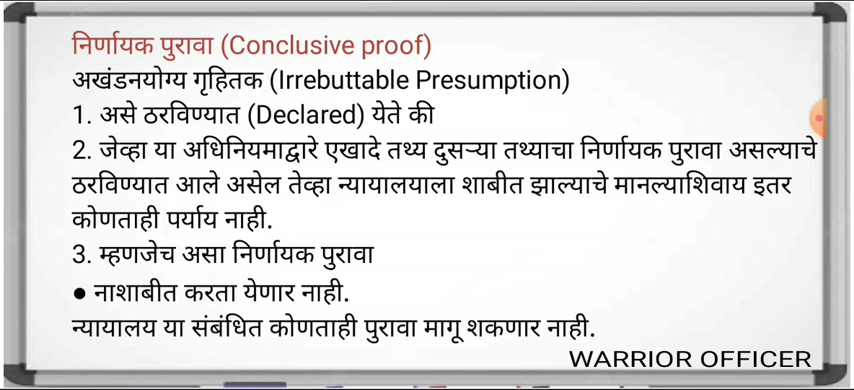 निर्णायक पुरावा (Conclusive proof)
अखंडनयोग्य गृहितक (Irrebuttable Presumption)
1. असे ठरविण्यात (Declared) येते की
2. जेव्हा या अधिनियमाद्वारे एखादे तथ्य दुसऱ्या तथ्याचा निर्णायक पुरावा असल्याचे
ठरविण्यात आले असेल तेव्हा न्यायालयाला शाबीत झाल्याचे मानल्याशिवाय इतर
कोणताही पर्याय नाही.
3. म्हणजेच असा निर्णायक पुरावा
● नाशाबीत करता येणार नाही.
न्यायालय या संबंधित कोणताही पुरावा मागू शकणार नाही.
WARRIOR OFFICER